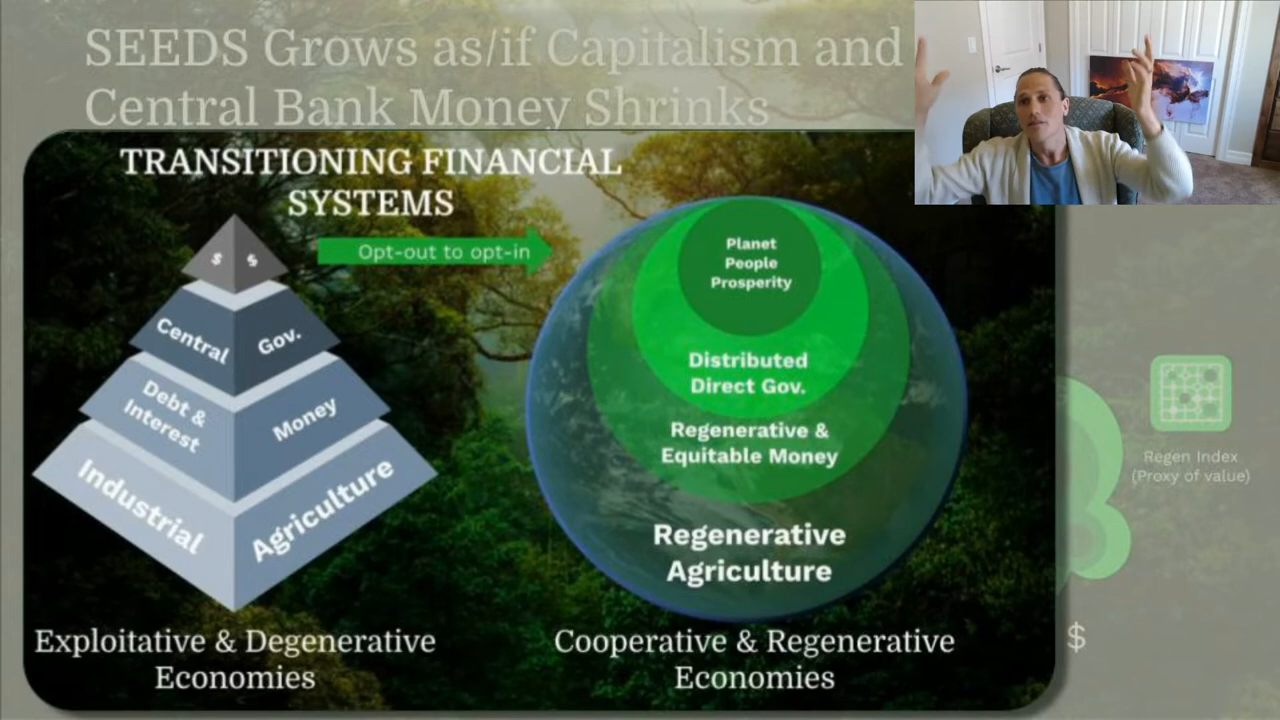 SEEDS Grows as/if Capitalism and
Central Bank Money Shrinks
TRANSITIONING FINANCIAL
SYSTEMS
Opt-out to opt-in
$ $
Central Gov.
Debt &
Interest
Money
Industrial Agriculture
Exploitative & Degenerative
Economies
Planet
People
Prosperity
Distributed
Direct Gov.
Regenerative &
Equitable Money
Regenerative
Agriculture
Cooperative & Regenerative
Economies
Regen Index
(Proxy of value)
$